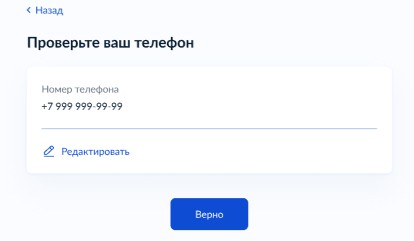 Назад
Проверьте ваш телефон
Номер телефона
+7 999 999-99-99
Редактировать
Верно